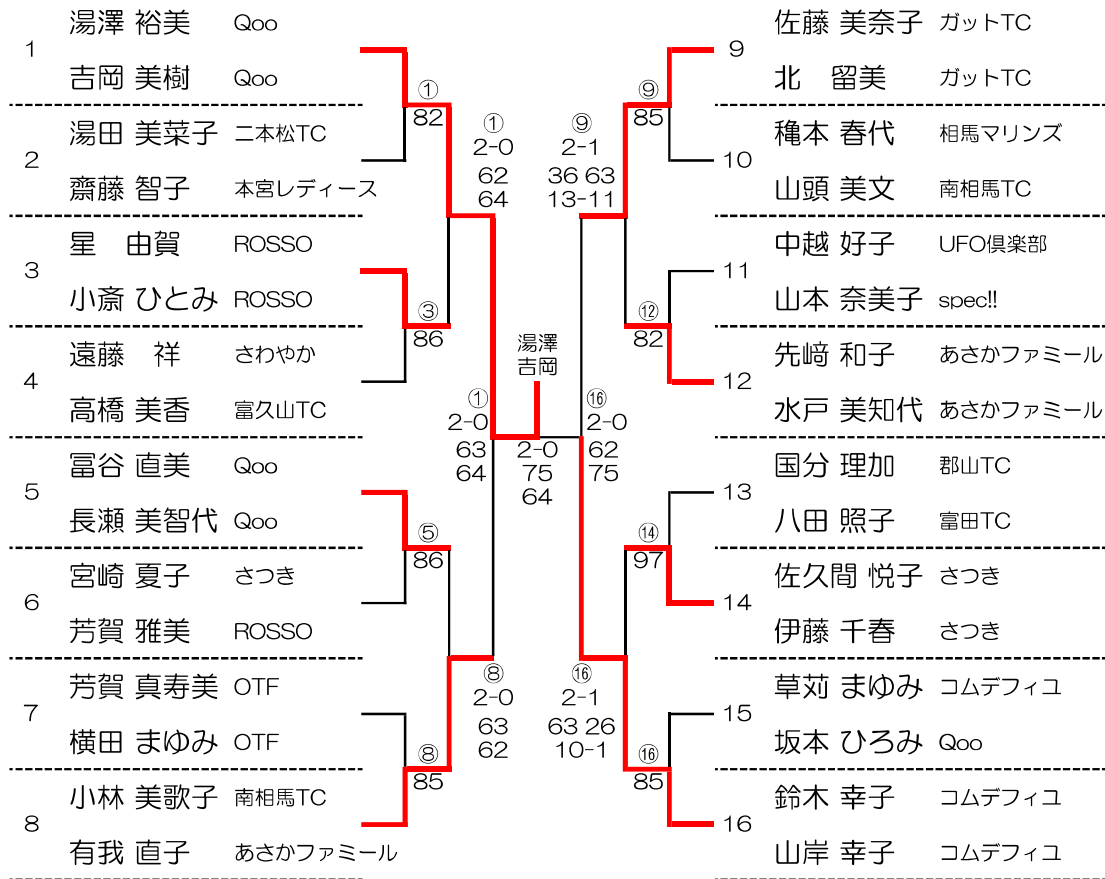 1
湯澤 裕美 Qoo
吉岡 美樹 Qoo
2
湯田 美菜子 二本松TC
齋藤 智子 本宮レディース
3
星 由賀 ROSSO
小斎 ひとみ ROSSO
4
遠藤 祥 さわやか
高橋 美香 富久山TC
5
冨谷 直美 Qoo
長瀬 美智代 Qoo
6
宮崎 夏子 さつき
芳賀 雅美 ROSSO
7
芳賀 真寿美 OTF
横田 まゆみ OTF
8
小林 美歌子 南相馬TC
有我 直子 あさかファミール
①
82
③
86
⑤
86
⑧
85
①
2-0
62
64
⑧
2-0
63
62
①
2-0
63
64
湯澤
吉岡
2-0
75
64
⑯
2-0
62
75
⑨
2-1
36 63
13-11
⑯
2-1
63 26
10-1
⑨
85
⑫
82
⑭
97
⑯
85
9
佐藤 美奈子 ガットTC
北 留美 ガットTC
10
穐本 春代 相馬マリンズ
山頭 美文 南相馬TC
11
中越 好子 UFO倶楽部
山本 奈美子 spec!!
12
先﨑 和子 あさかファミール
水戸 美知代 あさかファミール
13
国分 理加 郡山TC
八田 照子 富田TC
14
佐久間 悦子 さつき
伊藤 千春 さつき
15
草苅 まゆみ コムデフィユ
坂本 ひろみ Qoo
16
鈴木 幸子 コムデフィユ
山岸 幸子 コムデフィユ